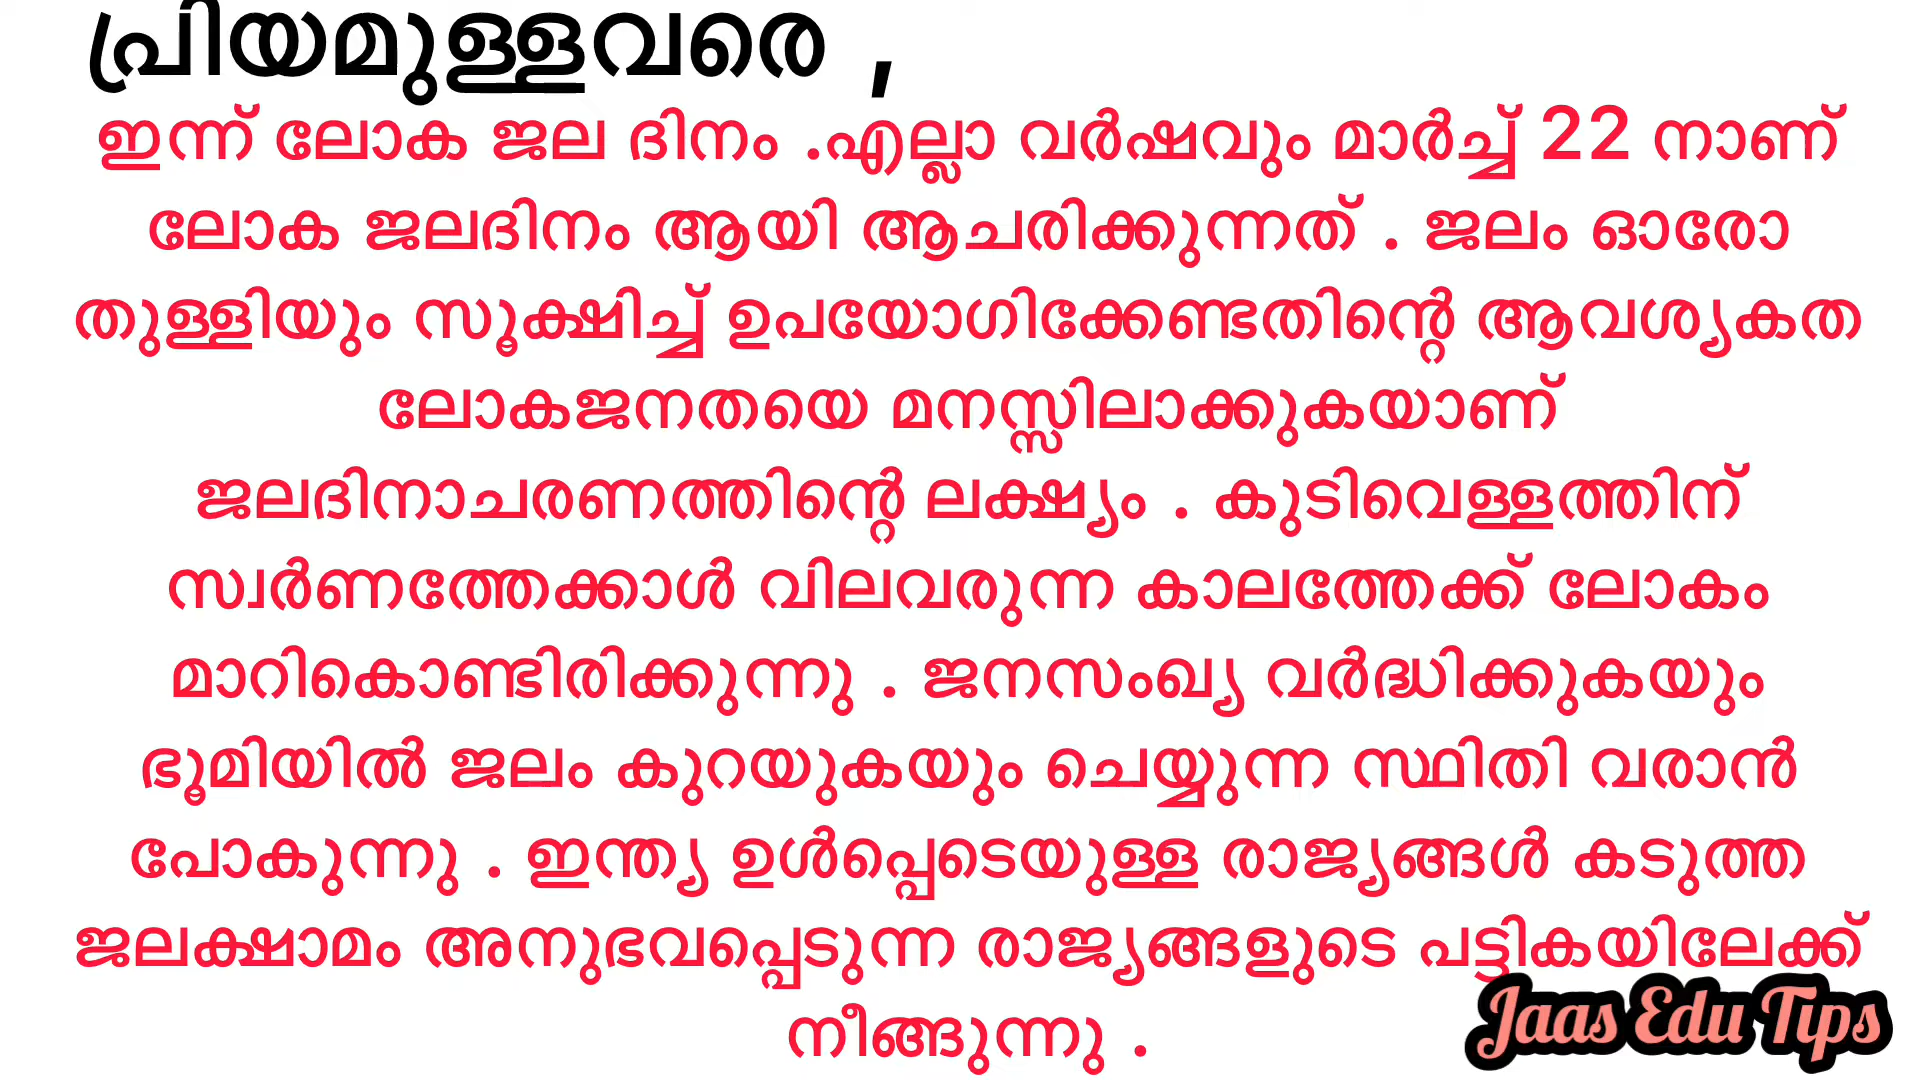 പ്രിയമുള്ളവരെ ,
ഇന്ന് ലോക ജല ദിനം .എല്ലാ വർഷവും മാർച്ച് 22 നാണ്
ലോക ജലദിനം ആയി ആചരിക്കുന്നത് . ജലം ഓരോ
തുള്ളിയും സൂക്ഷിച്ച് ഉപയോഗിക്കേണ്ടതിന്റെ ആവശ്യകത
ലോകജനതയെ മനസ്സിലാക്കുകയാണ്
ജലദിനാചരണത്തിന്റെ ലക്ഷ്യം . കുടിവെള്ളത്തിന്
സ്വർണത്തേക്കാൾ വിലവരുന്ന കാലത്തേക്ക് ലോകം
മാറികൊണ്ടിരിക്കുന്നു . ജനസംഖ്യ വർദ്ധിക്കുകയും
ഭൂമിയിൽ ജലം കുറയുകയും ചെയ്യുന്ന സ്ഥിതി വരാൻ
പോകുന്നു . ഇന്ത്യ ഉൾപ്പെടെയുള്ള രാജ്യങ്ങൾ കടുത്ത
ജലക്ഷാമം അനുഭവപ്പെടുന്ന രാജ്യങ്ങളുടെ പട്ടികയിലേക്ക്
നീങ്ങുന്നു .
Jaas Edu Tips